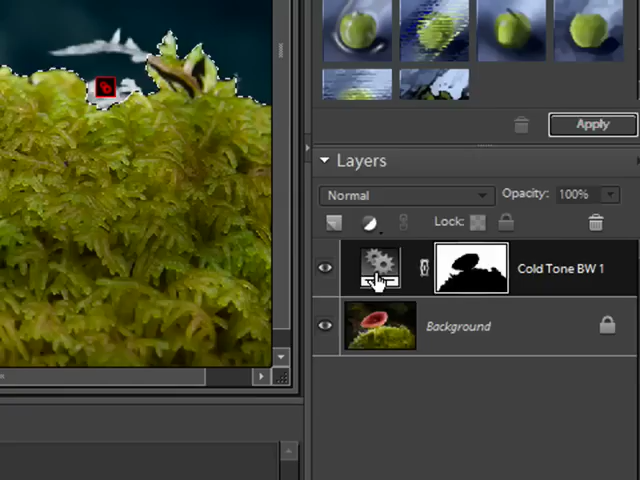 Apply
Layers
Normal Opacity: 100%
Lock:
Cold Tone BW 1
Background